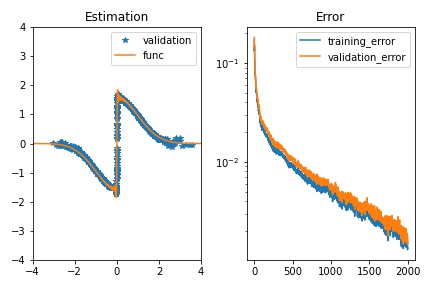 Estimation
validation
func
4
3
2
1
0
−1
−2
−3
−4
−4 −2 0 2 4
Error
training_error
validation_error
10⁻¹
10⁻²
0 500 1000 1500 2000